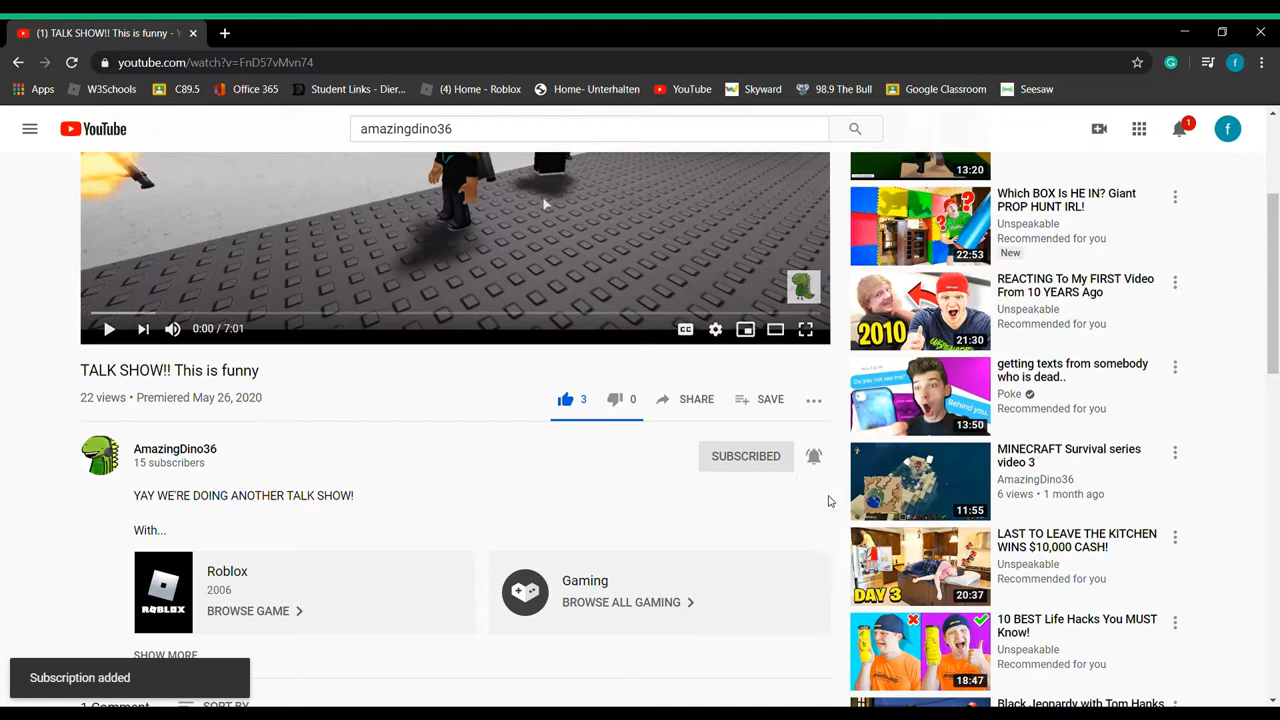 (1) TALK SHOW!! This is funny -
youtube.com/watch?v=FnD57vMvn74
Apps W3Schools C89.5 Office 365 Student Links - Dier... (4) Home - Roblox Home- Unterhalten YouTube Skyward 98.9 The Bull Google Classroom Seesaw
YouTube
amazingdino36
1
f
f
0:00 / 7:01
CC
TALK SHOW!! This is funny
22 views • Premiered May 26, 2020
3 0 SHARE SAVE
AmazingDino36
15 subscribers
SUBSCRIBED
YAY WE'RE DOING ANOTHER TALK SHOW!
With...
ROBLOX
Roblox
2006
BROWSE GAME
Gaming
BROWSE ALL GAMING
SHOW MORE
Subscription added
1 Comment SORT BY
13:20
Which BOX Is HE IN? Giant
PROP HUNT IRL!
Unspeakable
Recommended for you
New
22:53
REACTING To My FIRST Video
From 10 YEARS Ago
Unspeakable
Recommended for you
2010
21:30
getting texts from somebody
who is dead..
Poke
Recommended for you
Do you not see me?
Behind you,
13:50
MINECRAFT Survival series
video 3
AmazingDino36
6 views • 1 month ago
11:55
LAST TO LEAVE THE KITCHEN
WINS $10,000 CASH!
Unspeakable
Recommended for you
DAY 3
20:37
10 BEST Life Hacks You MUST
Know!
Unspeakable
Recommended for you
18:47
Black Jeopardy with Tom Hanks